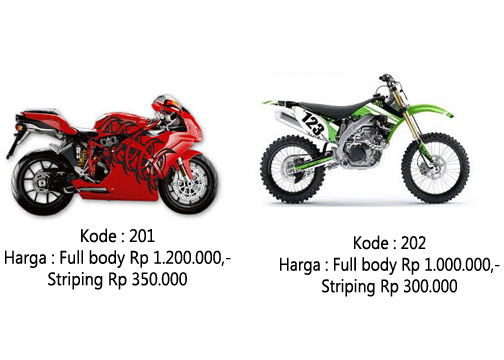 123
Kode : 201
Harga : Full body Rp 1.200.000,-
Striping Rp 350.000
Kode : 202
Harga : Full body Rp 1.000.000,-
Striping Rp 300.000